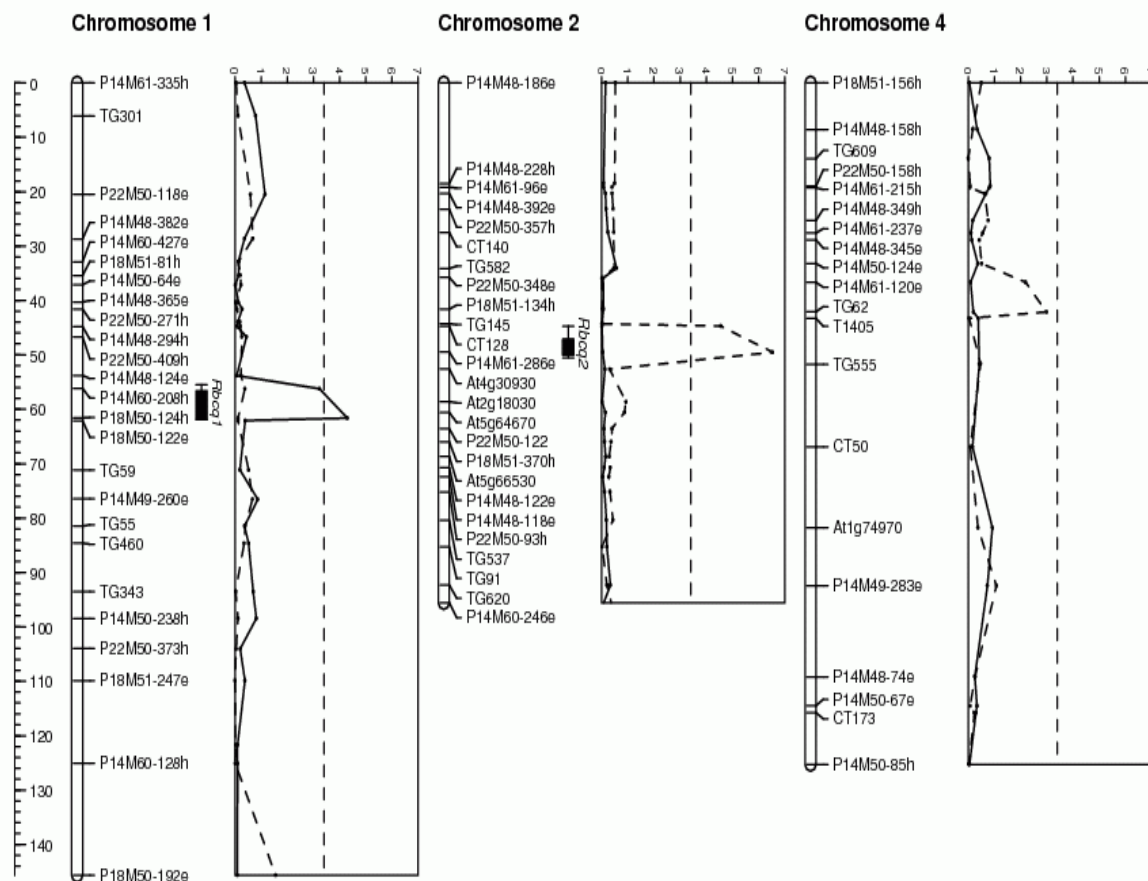 Chromosome 1
0 1 2 3 4 5 6 7
0
10
20
30
40
50
60
70
80
90
100
110
120
130
140
P14M61-335h
TG301
P22M50-118e
P14M48-382e
P14M60-427e
P18M51-81h
P14M50-64e
P14M48-365e
P22M50-271h
P14M48-294h
P22M50-409h
P14M48-124e
P14M60-208h
P18M50-124h
P18M50-122e
TG59
P14M49-260e
TG55
TG460
TG343
P14M50-238h
P22M50-373h
P18M51-247e
P14M60-128h
P18M50-192e
Rbcq1
Chromosome 2
0 1 2 3 4 5 6 7
P14M48-186e
P14M48-228h
P14M61-96e
P14M48-392e
P22M50-357h
CT140
TG582
P22M50-348e
P18M51-134h
TG145
CT128
P14M61-286e
At4g30930
At2g18030
At5g64670
P22M50-122
P18M51-370h
At5g66530
P14M48-122e
P14M48-118e
P22M50-93h
TG537
TG91
TG620
P14M60-246e
Rbcq2
Chromosome 4
0 1 2 3 4 5 6
P18M51-156h
P14M48-158h
TG609
P22M50-158h
P14M61-215h
P14M48-349h
P14M61-237e
P14M48-345e
P14M50-124e
P14M61-120e
TG62
T1405
TG555
CT50
At1g74970
P14M49-283e
P14M48-74e
P14M50-67e
CT173
P14M50-85h